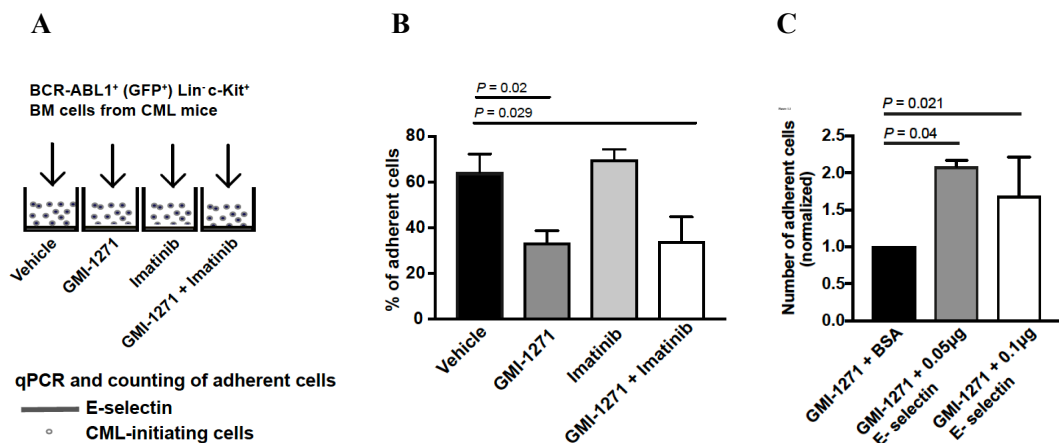 A
BCR-ABL1⁺ (GFP⁺) Lin⁻ c-Kit⁺
BM cells from CML mice
Vehicle
GMI-1271
Imatinib
GMI-1271 + Imatinib
qPCR and counting of adherent cells
E-selectin
CML-initiating cells
B
P = 0.02
P = 0.029
% of adherent cells
80
60
40
20
0
Vehicle
GMI-1271
Imatinib
GMI-1271 + Imatinib
C
P = 0.021
P = 0.04
Number of adherent cells
(normalized)
2.5
2.0
1.5
1.0
0.5
0.0
GMI-1271 + BSA
GMI-1271 + 0.05µg
E- selectin
GMI-1271 + 0.1µg
E- selectin